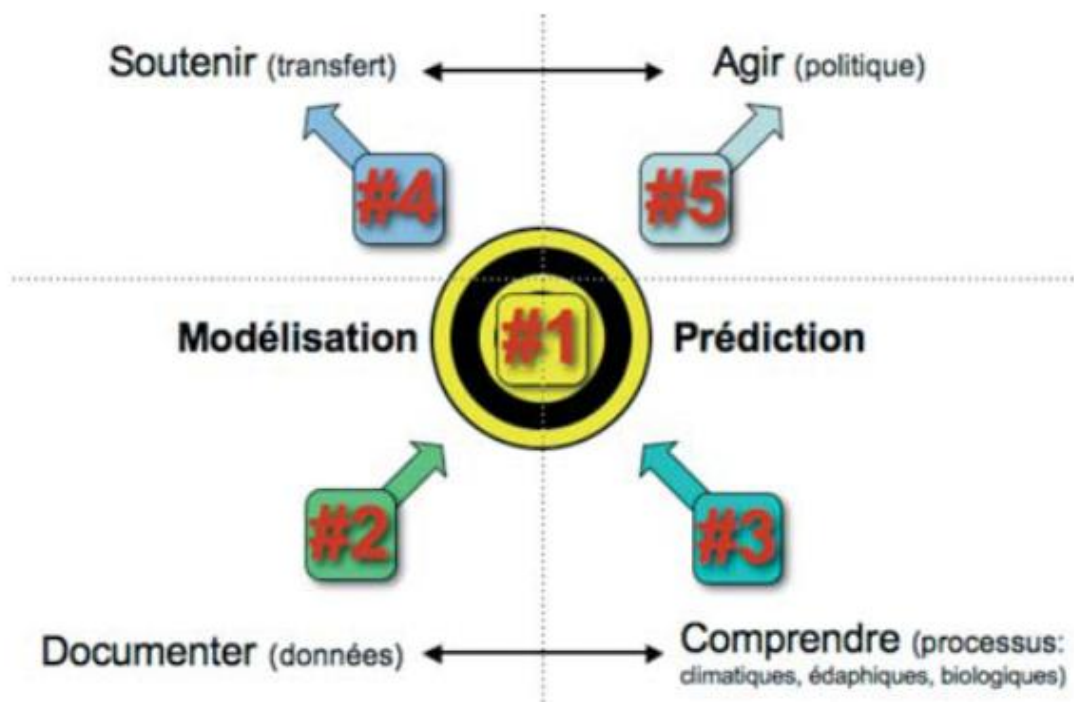 Soutenir (transfert)
Agir (politique)
#4
#5
Modélisation
#1
Prédiction
#2
#3
Documenter (données)
Comprendre (processus:
climatiques, édaphiques, biologiques)